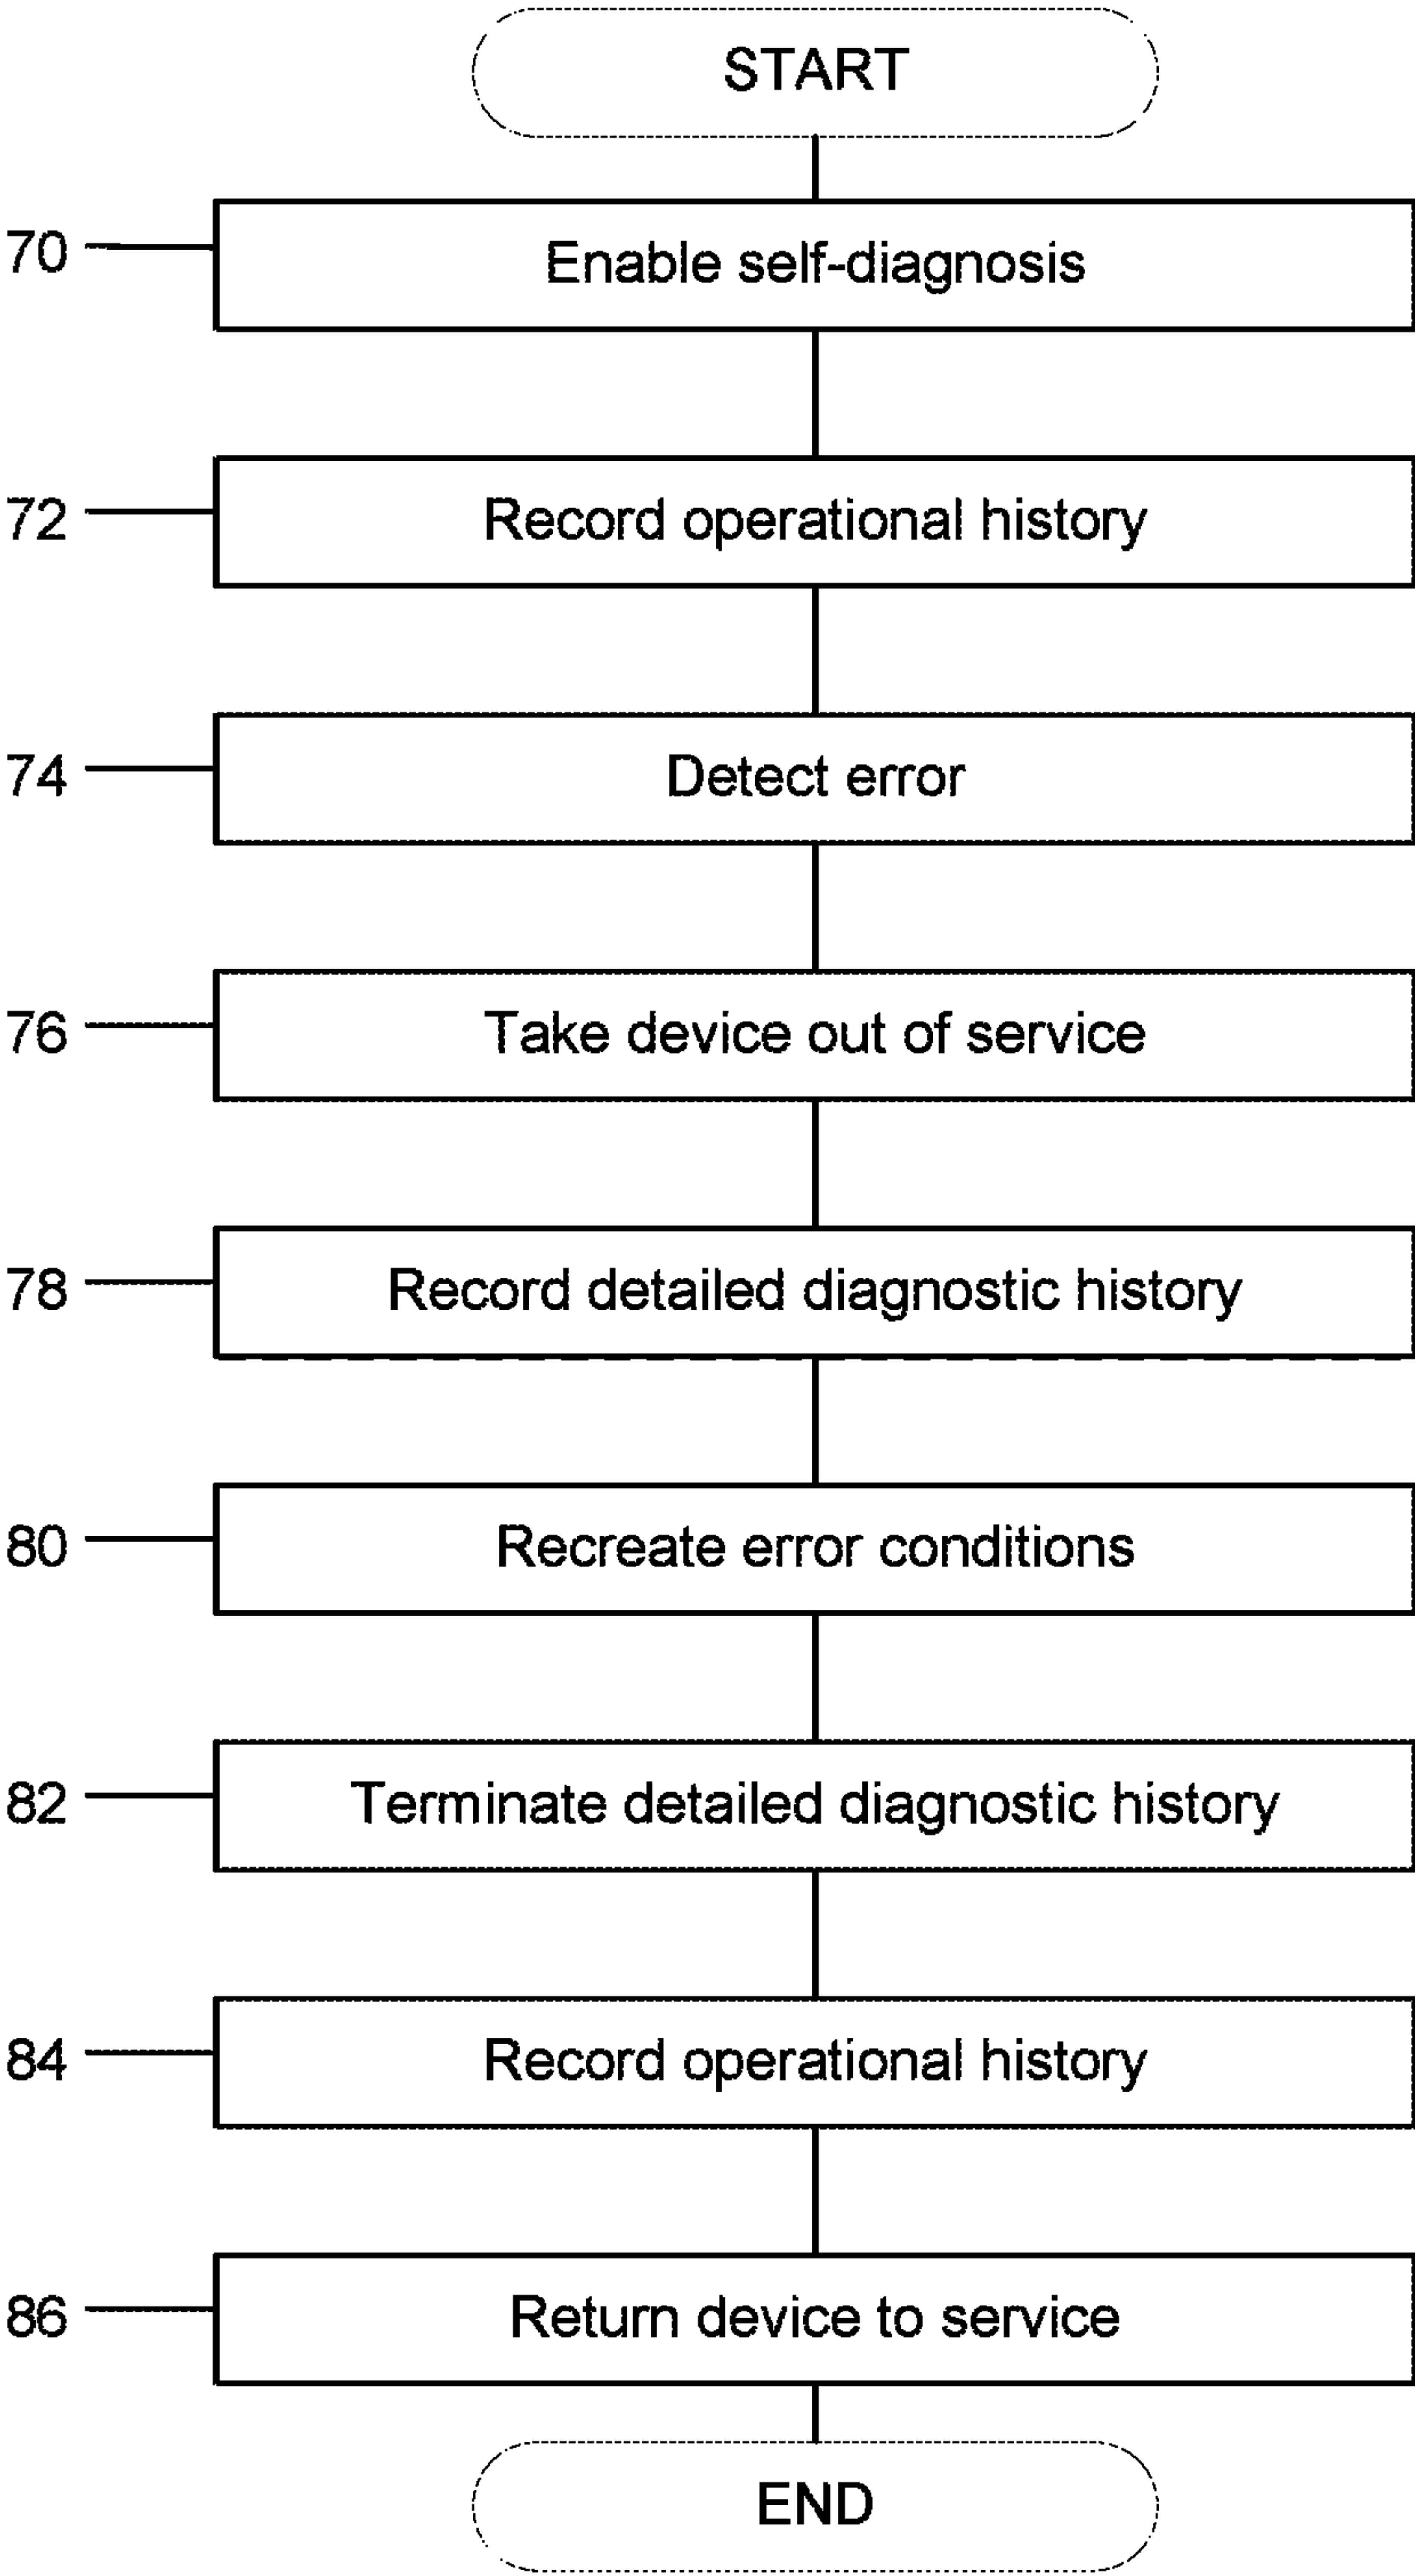 START
70 Enable self-diagnosis
72 Record operational history
74 Detect error
76 Take device out of service
78 Record detailed diagnostic history
80 Recreate error conditions
82 Terminate detailed diagnostic history
84 Record operational history
86 Return device to service
END